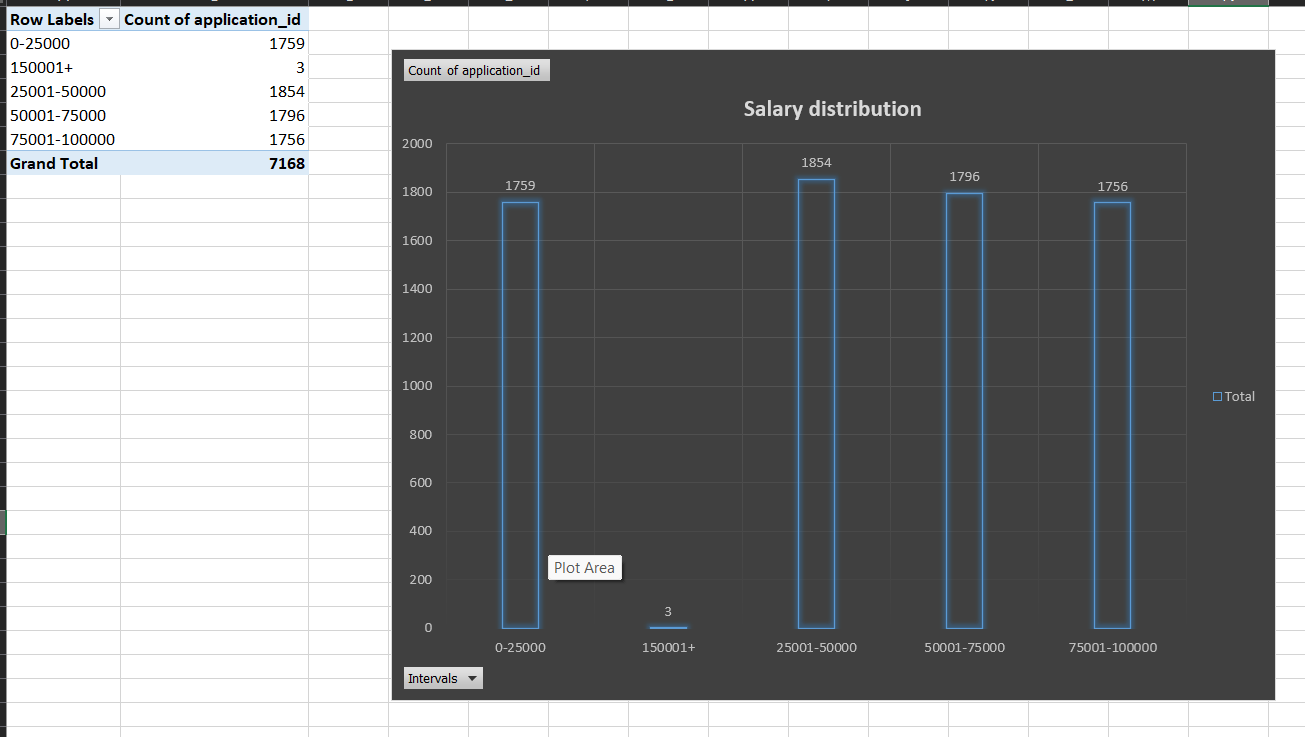 Row Labels Count of application_id
0-25000 1759
150001+ 3
25001-50000 1854
50001-75000 1796
75001-100000 1756
Grand Total 7168
Count of application_id
Salary distribution
2000
1800
1600
1400
1200
1000
800
600
400
200
0
1759
3
1854
1796
1756
Total
Plot Area
0-25000 150001+ 25001-50000 50001-75000 75001-100000
Intervals